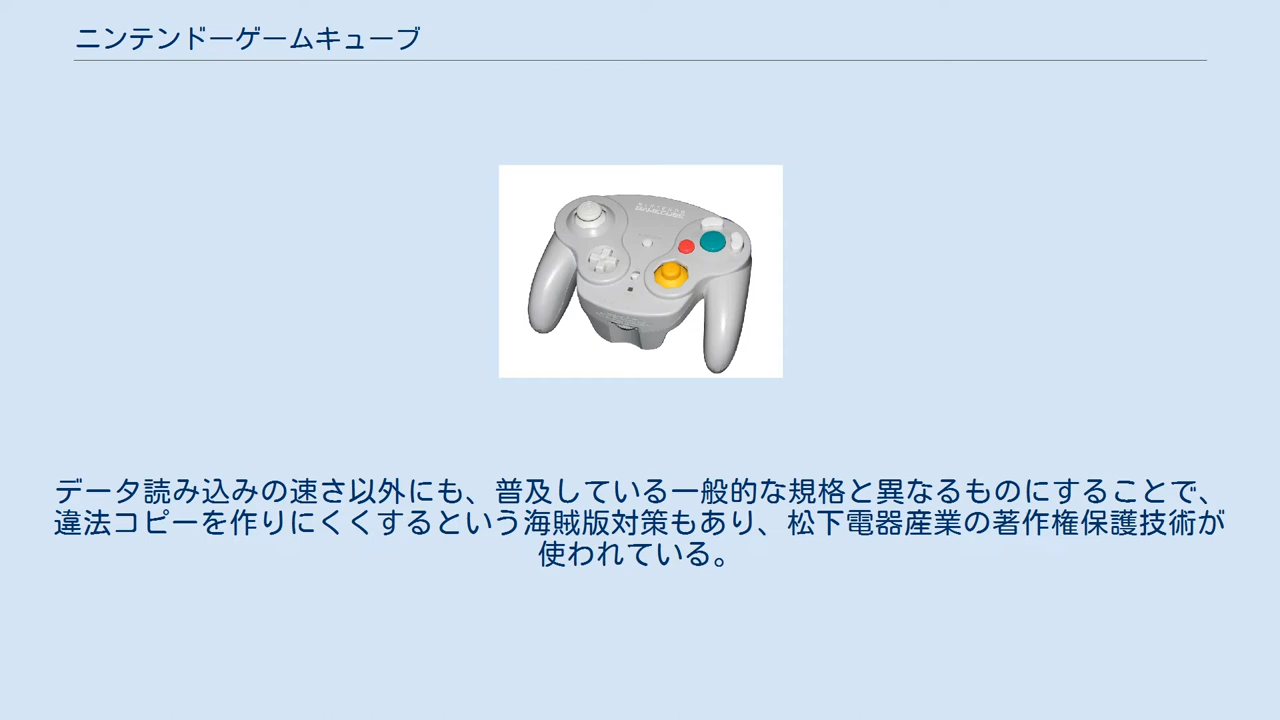 ニンテンドーゲームキューブ
データ読み込みの速さ以外にも、普及している一般的な規格と異なるものにすることで、
違法コピーを作りにくくするという海賊版対策もあり、松下電器産業の著作権保護技術が
使われている。